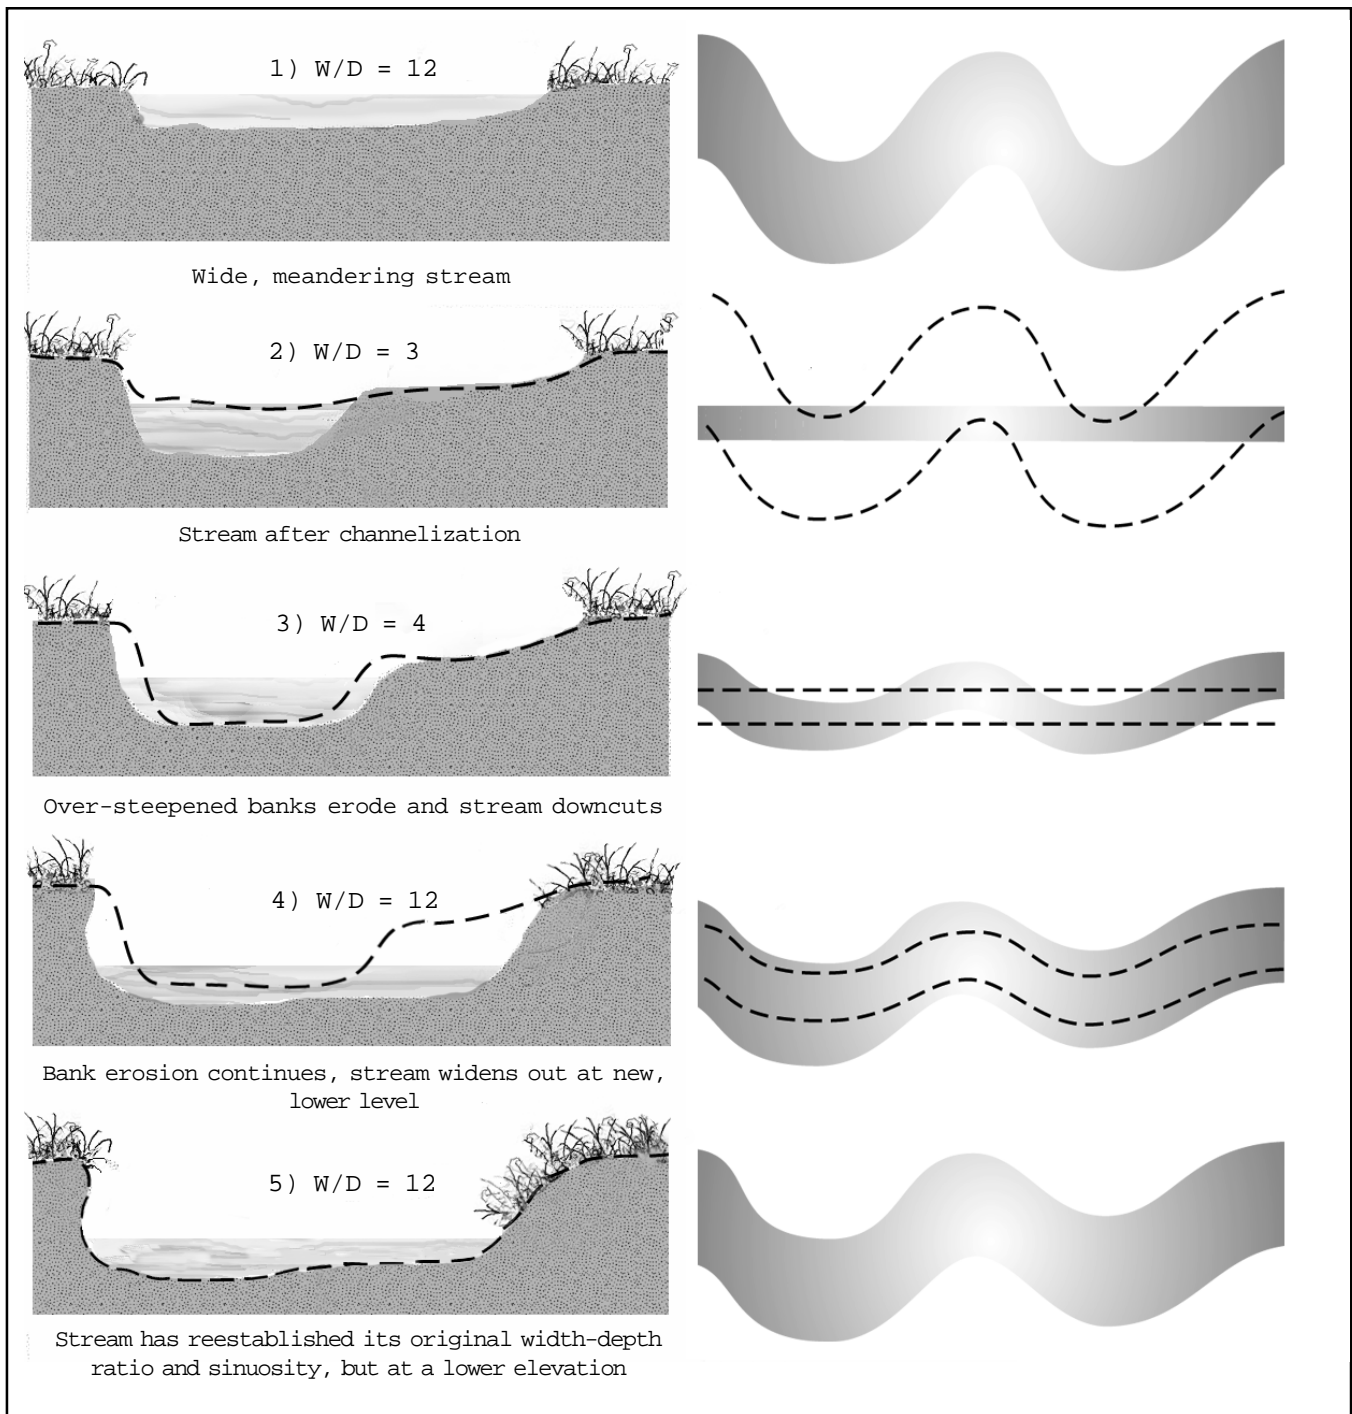 1) W/D = 12
Wide, meandering stream
2) W/D = 3
Stream after channelization
3) W/D = 4
Over-steepened banks erode and stream downcuts
4) W/D = 12
Bank erosion continues, stream widens out at new,
lower level
5) W/D = 12
Stream has reestablished its original width-depth
ratio and sinuosity, but at a lower elevation